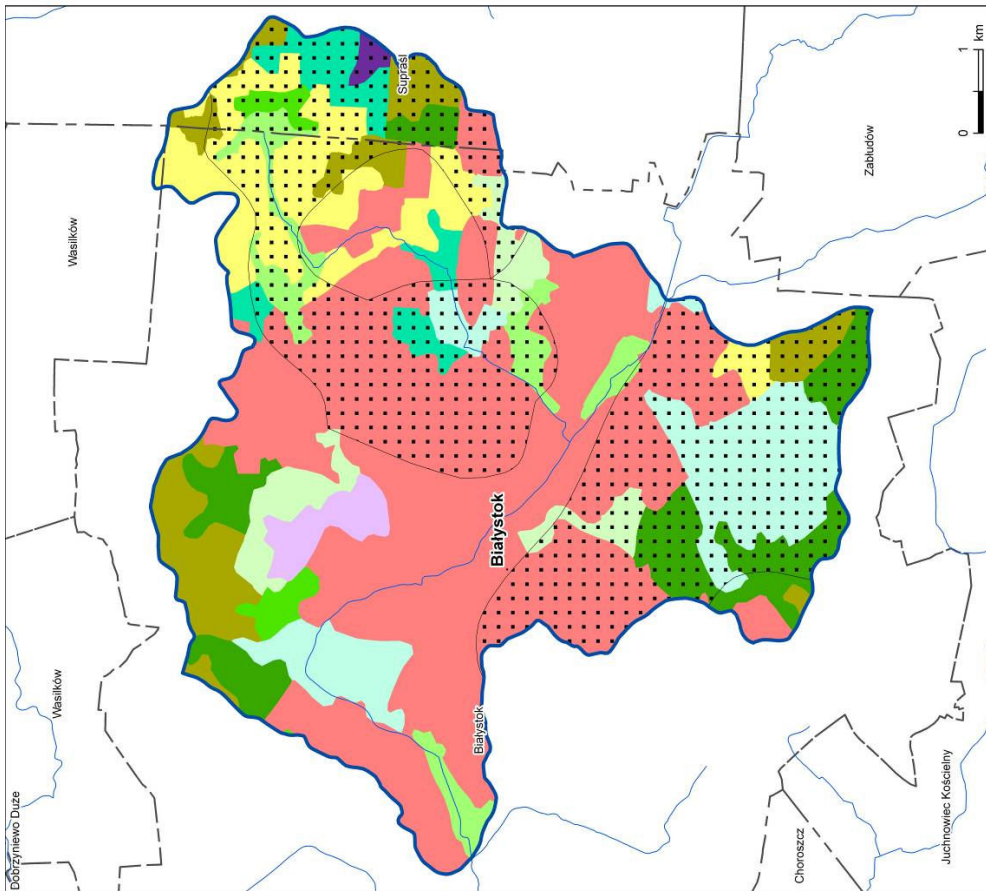 Dobrzyniewo Duże
Wasilków
Wasilków
Supraśl
Białystok
Białystok
Zabłudów
Choroszcz
Juchnowiec Kościelny
0 1
km